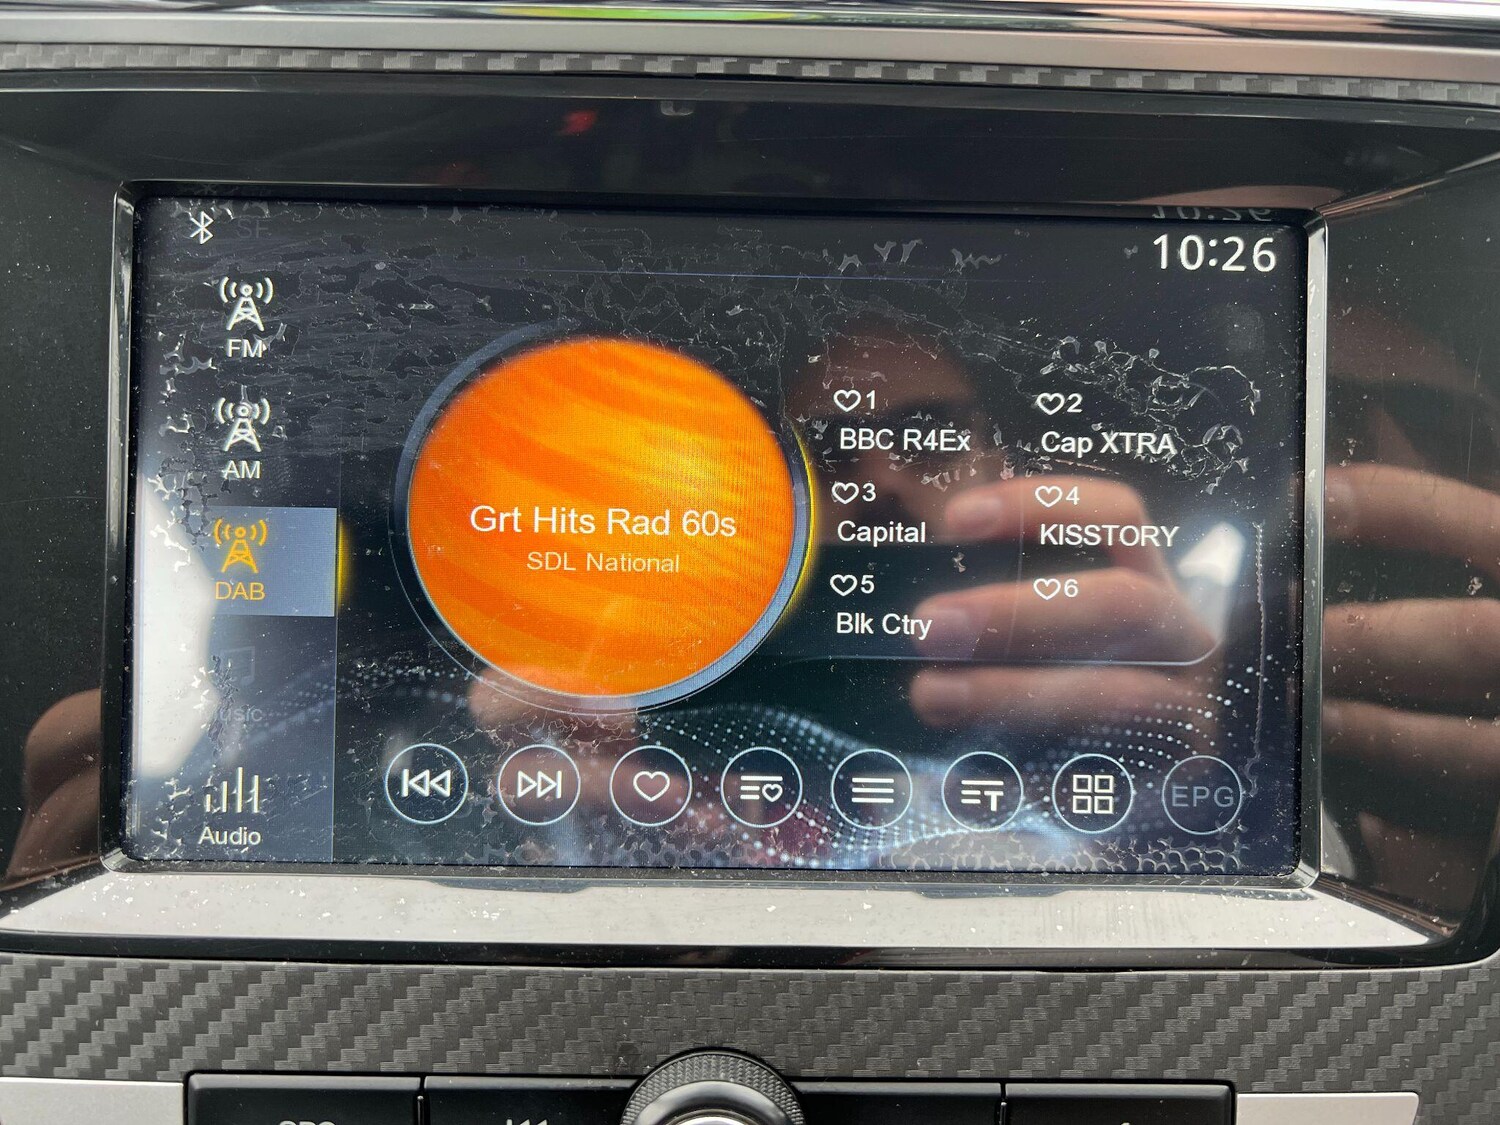 10:26
FM
AM
DAB
Audio
Grt Hits Rad 60s
SDL National
1
BBC R4Ex
2
Cap XTRA
3
Capital
4
KISSTORY
5
Blk Ctry
6
T
EPG